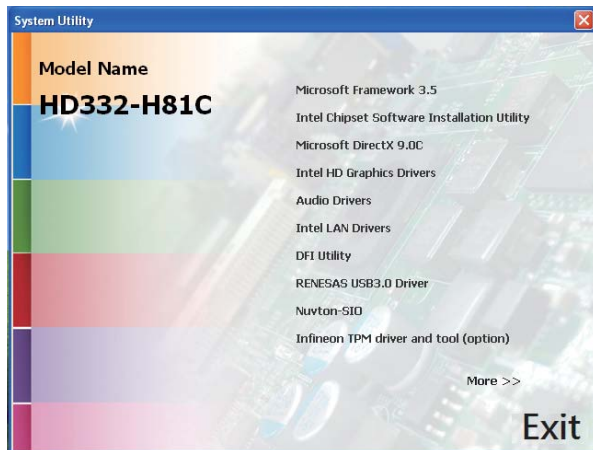 System Utility
Model Name
HD332-H81C
Microsoft Framework 3.5
Intel Chipset Software Installation Utility
Microsoft DirectX 9.0C
Intel HD Graphics Drivers
Audio Drivers
Intel LAN Drivers
DFI Utility
RENESAS USB3.0 Driver
Nuvton-SIO
Infineon TPM driver and tool (option)
More >>
Exit